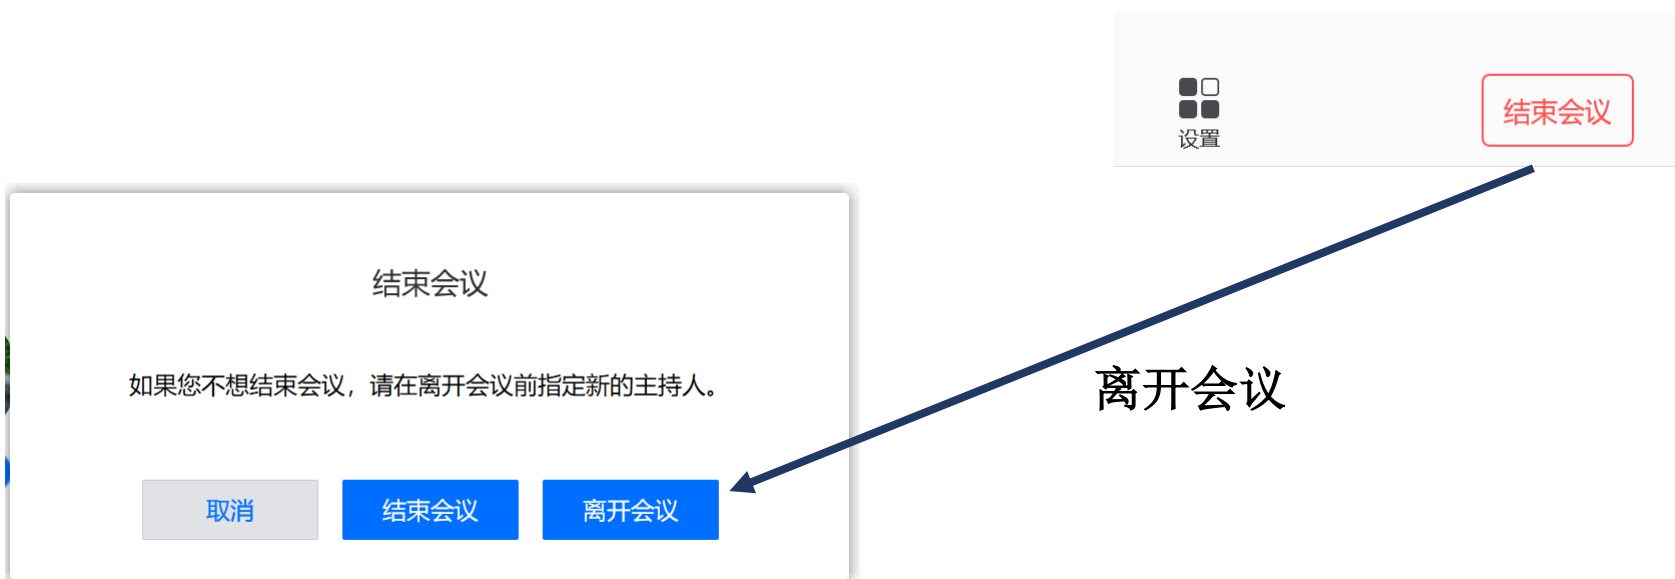 设置
结束会议
结束会议
如果您不想结束会议，请在离开会议前指定新的主持人。
离开会议
取消
结束会议
离开会议